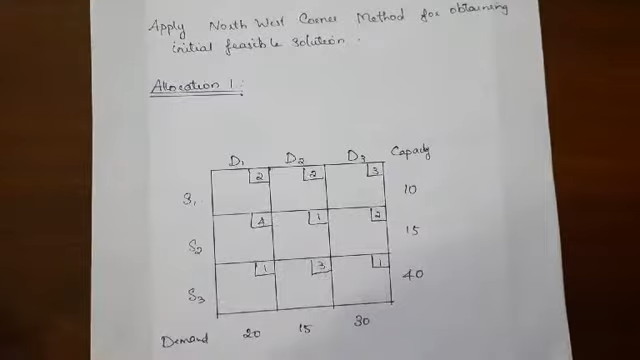 Apply North West Corner Method for obtaining
initial feasible solution.
Allocation 1:
D1 D2 D3 Capacity
S1 2 2 3 10
S2 4 1 2 15
S3 1 3 1 40
Demand 20 15 30